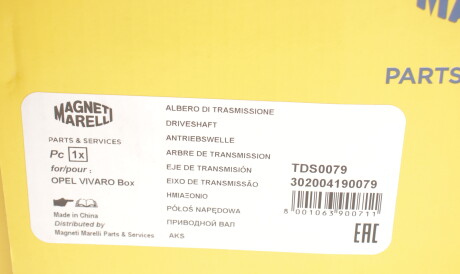 PARTS
MAGNETI
MARELLI
PARTS & SERVICES
Pc 1x
for/pour :
OPEL VIVARO Box
Made in China
Distributed by
Magneti Marelli Parts & Services
ALBERO DI TRASMISSIONE
DRIVESHAFT
ANTRIEBSWELLE
ARBRE DE TRANSMISSION
EJE DE TRANSMISIÓN
EIXO DE TRANSMISSÃO
ΗΜΙΑΞΟΝΙΟ
PÓŁOŚ NAPĘDOWA
ПРИВОДНОЙ ВАЛ
AKS
TDS0079
302004190079
8 001063 900711
EAC